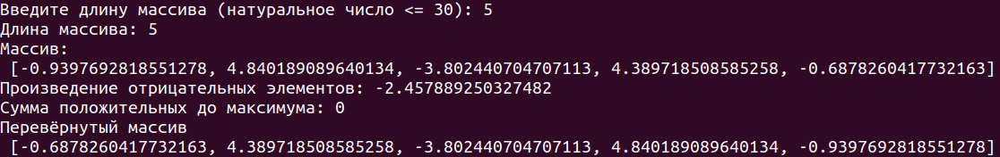 Введите длину массива (натуральное число <= 30): 5
Длина массива: 5
Массив:
 [-0.9397692818551278, 4.840189089640134, -3.802440704707113, 4.389718508585258, -0.6878260417732163]
Произведение отрицательных элементов: -2.457889250327482
Сумма положительных до максимума: 0
Перевёрнутый массив
 [-0.6878260417732163, 4.389718508585258, -3.802440704707113, 4.840189089640134, -0.9397692818551278]